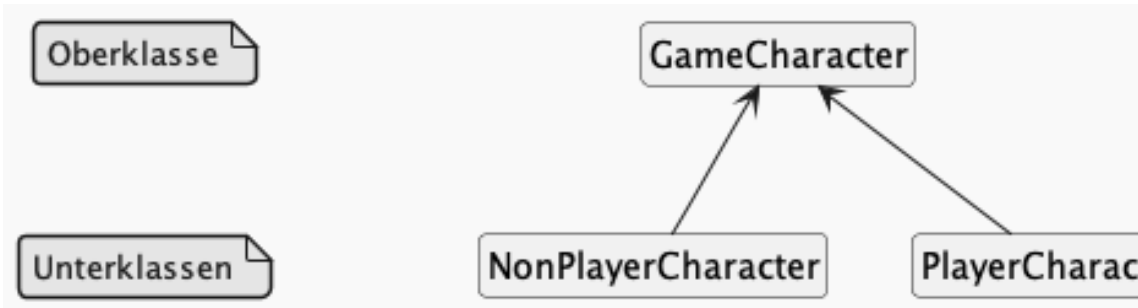 Oberklasse
GameCharacter
Unterklassen
NonPlayerCharacter
PlayerCharac